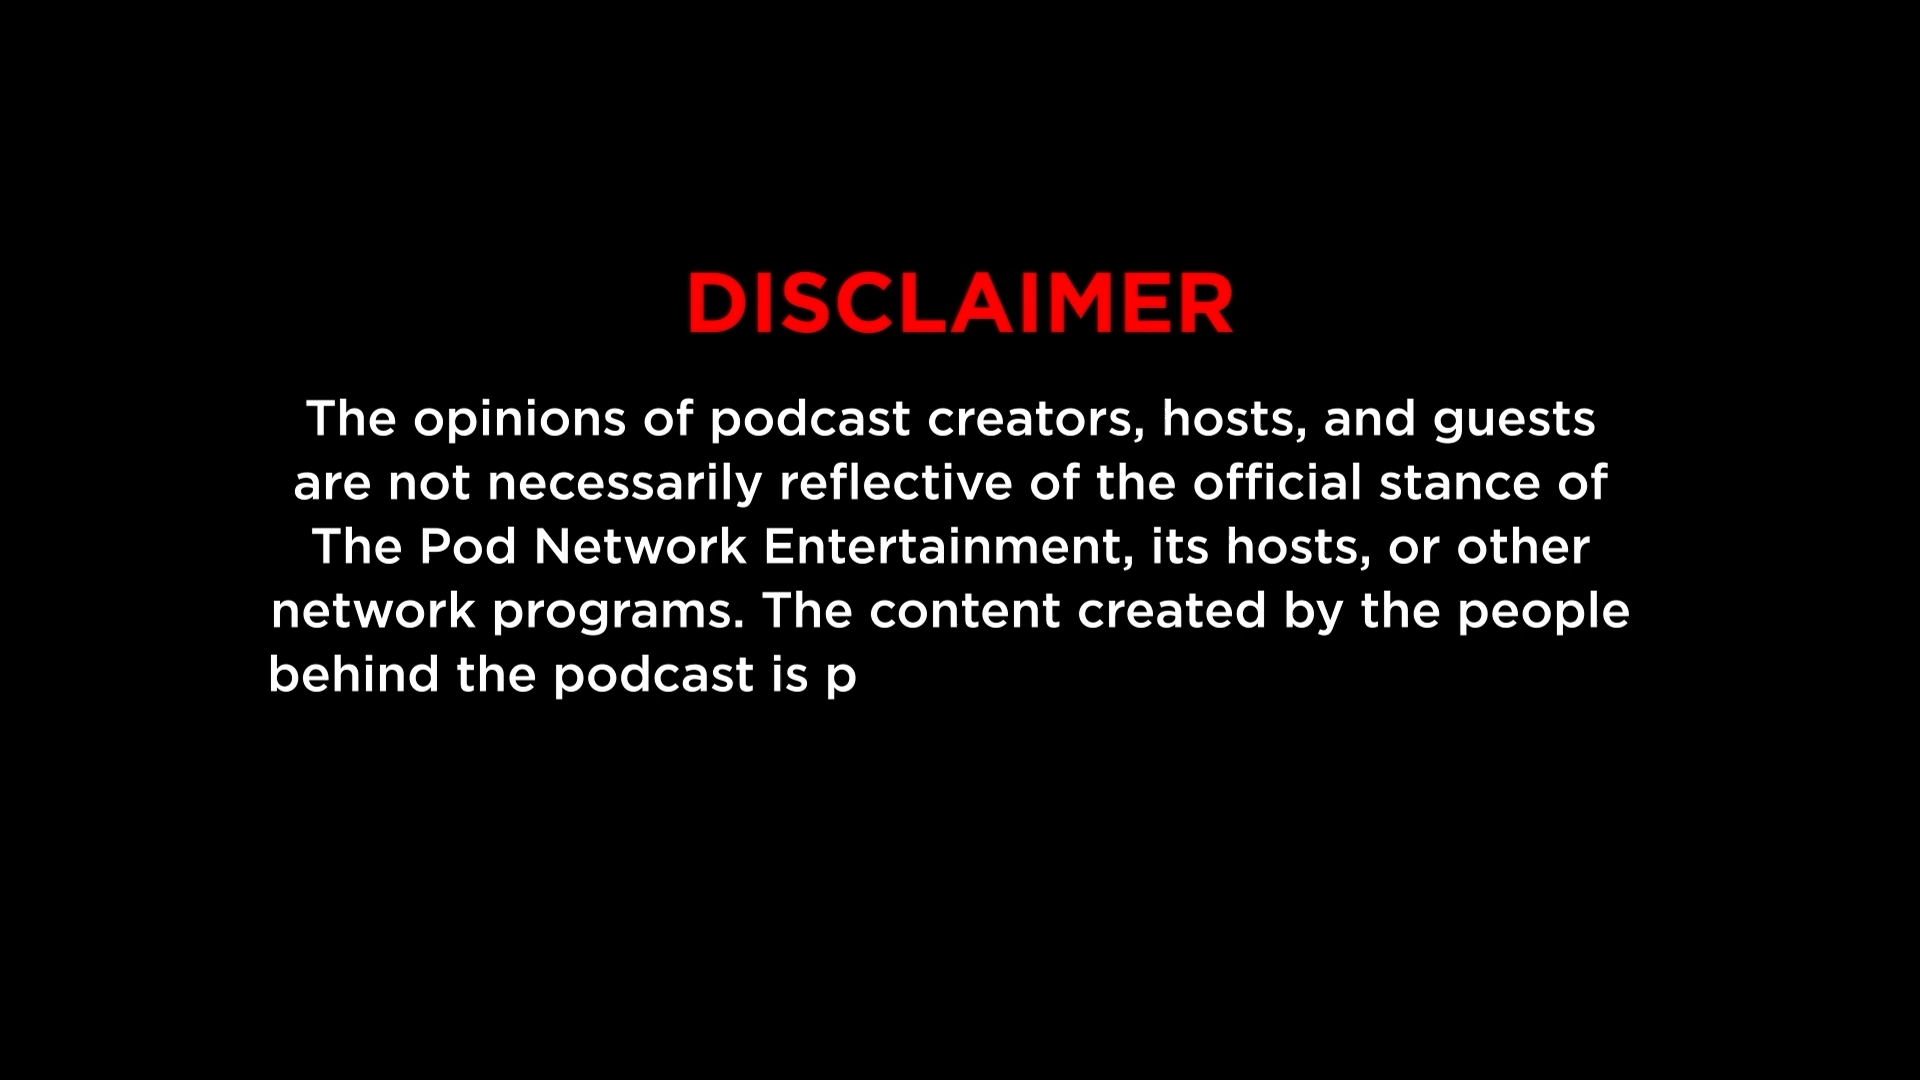 DISCLAIMER
The opinions of podcast creators, hosts, and guests
are not necessarily reflective of the official stance of
The Pod Network Entertainment, its hosts, or other
network programs. The content created by the people
behind the podcast is p